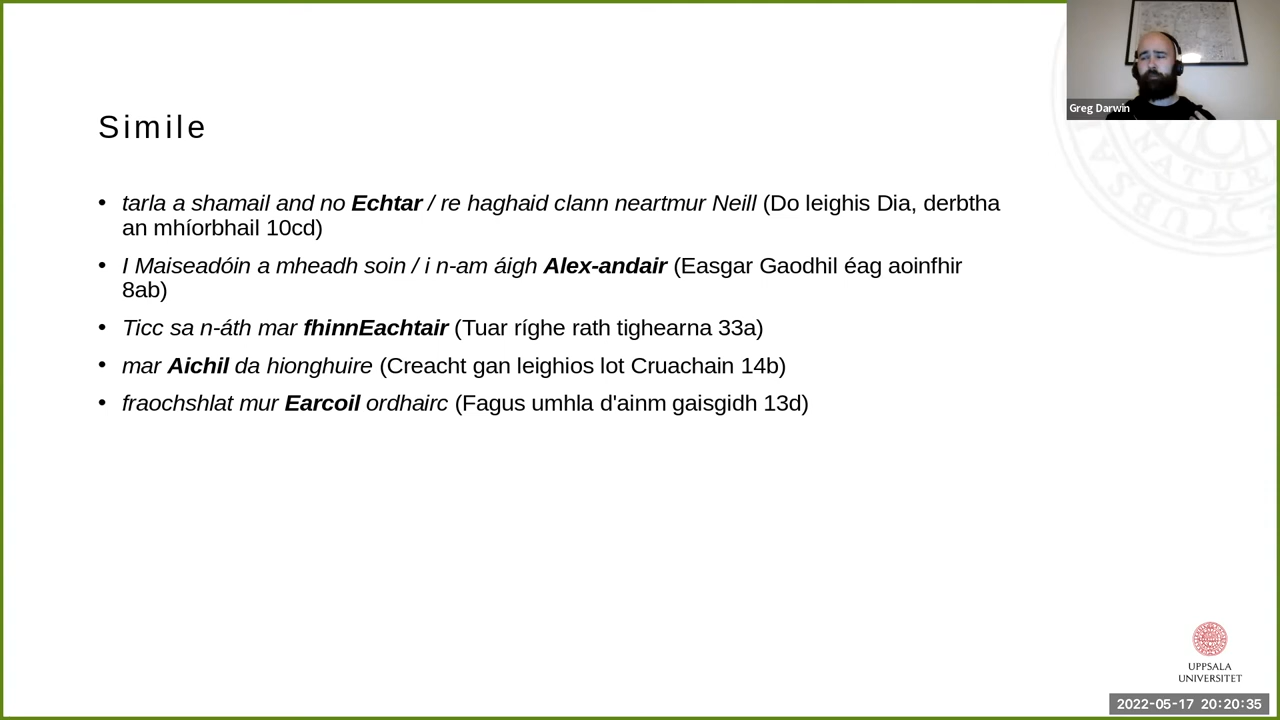 Greg Darwin
Simile
• tarla a shamail and no Echtar / re haghaid clann neartmur Neill (Do leighis Dia, derbtha
an mhíorbhail 10cd)
• I Maiseadóin a mheadh soin / i n-am áigh Alex-andair (Easgar Gaodhil éag aoinfhir
8ab)
• Ticc sa n-áth mar fhinnEachtair (Tuar ríghe rath tighearna 33a)
• mar Aichil da hionghuire (Creacht gan leighios lot Cruachain 14b)
• fraochshlat mur Earcoil ordhairc (Fagus umhla d'ainm gaisgidh 13d)
UPPSALA
UNIVERSITET
2022-05-17 20:20:35